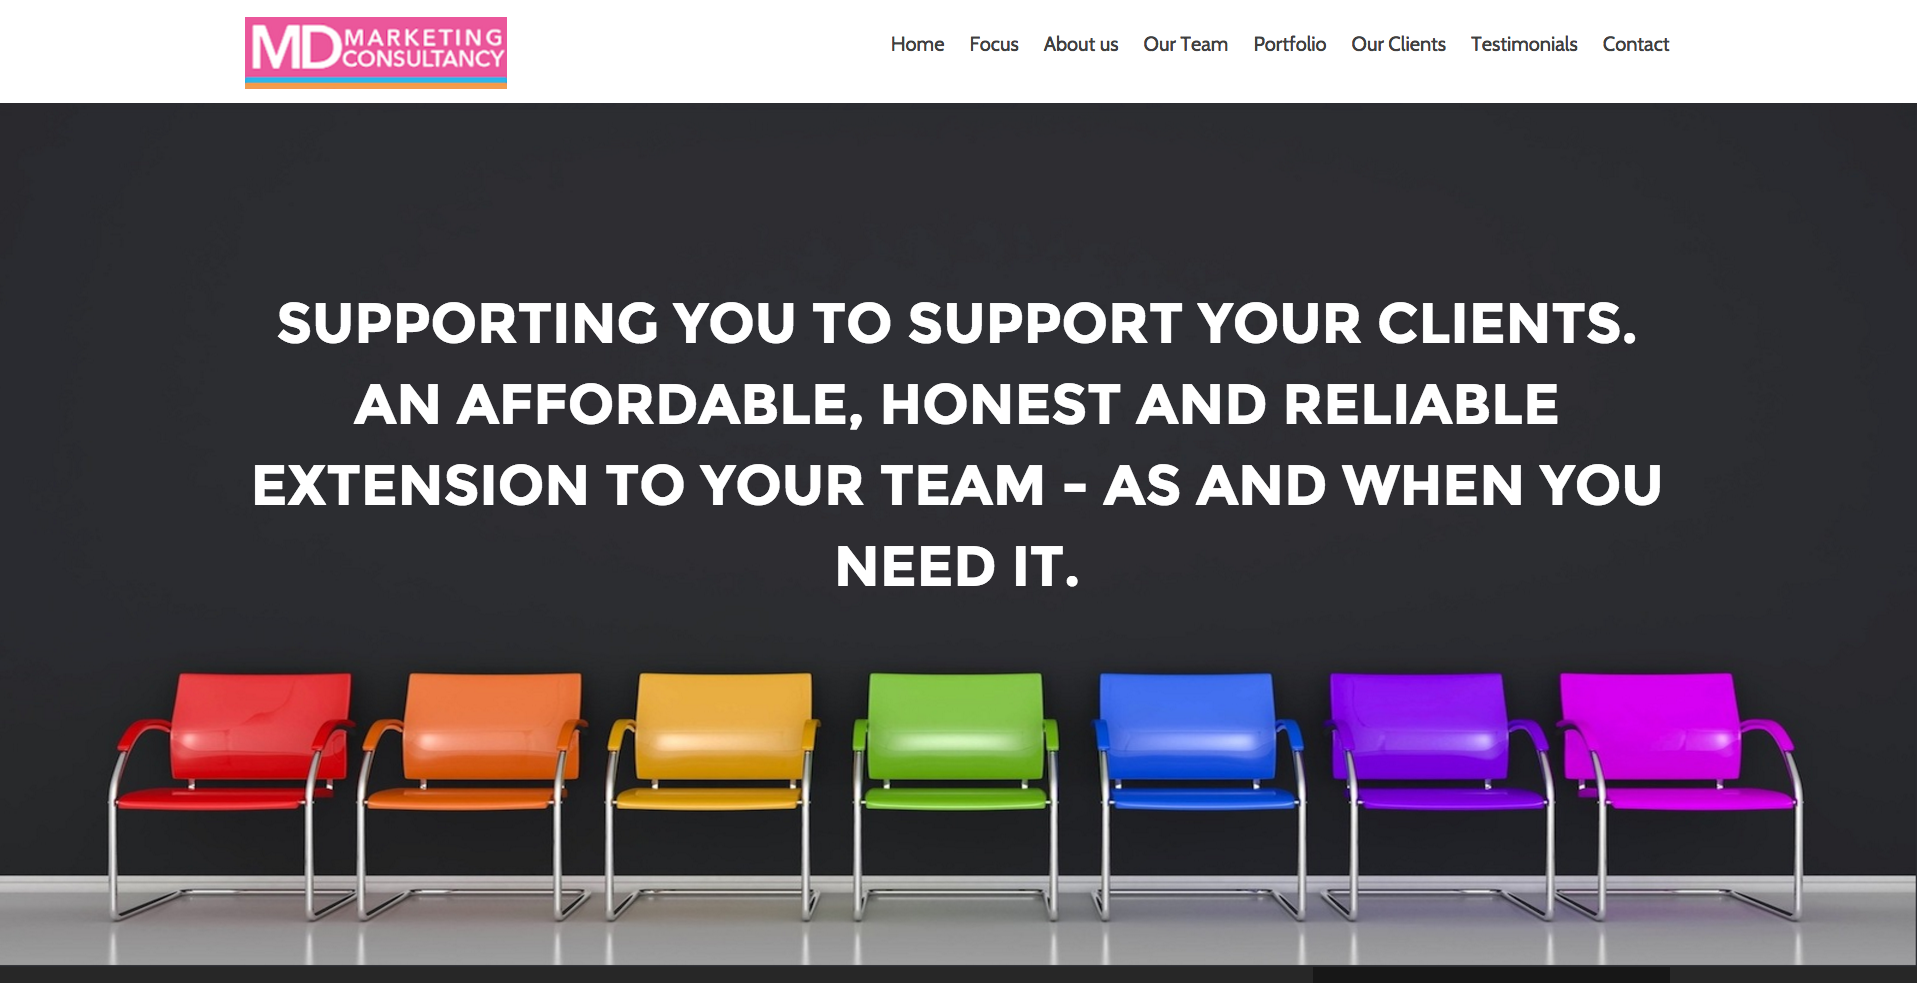 MD MARKETING
CONSULTANCY
Home Focus About us Our Team Portfolio Our Clients Testimonials Contact
SUPPORTING YOU TO SUPPORT YOUR CLIENTS.
AN AFFORDABLE, HONEST AND RELIABLE
EXTENSION TO YOUR TEAM - AS AND WHEN YOU
NEED IT.